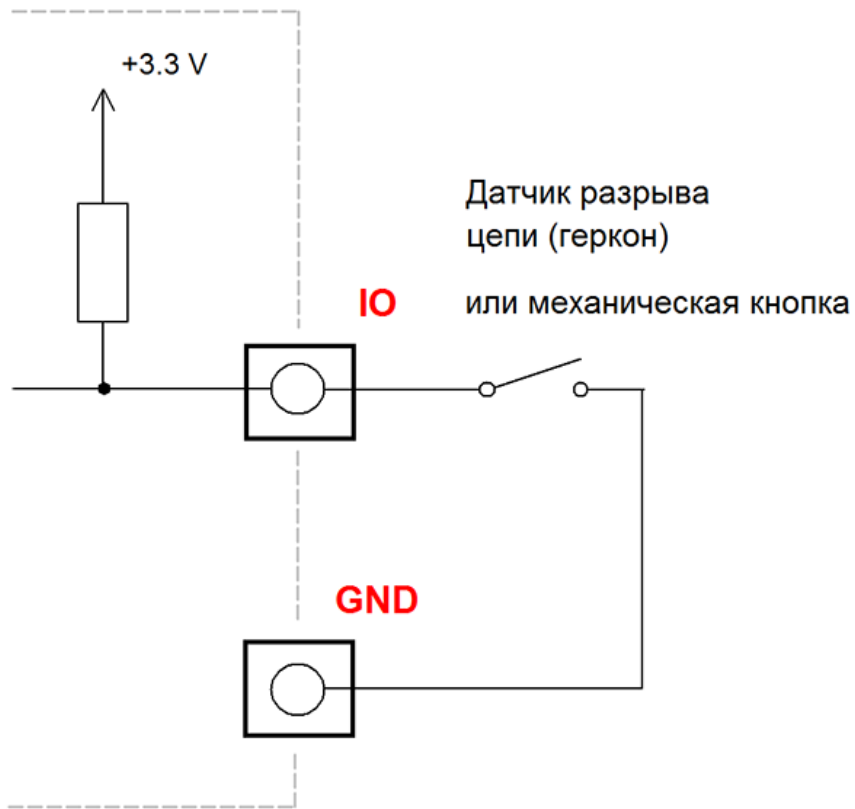 +3.3 V
Датчик разрыва
цепи (геркон)
IO
или механическая кнопка
GND